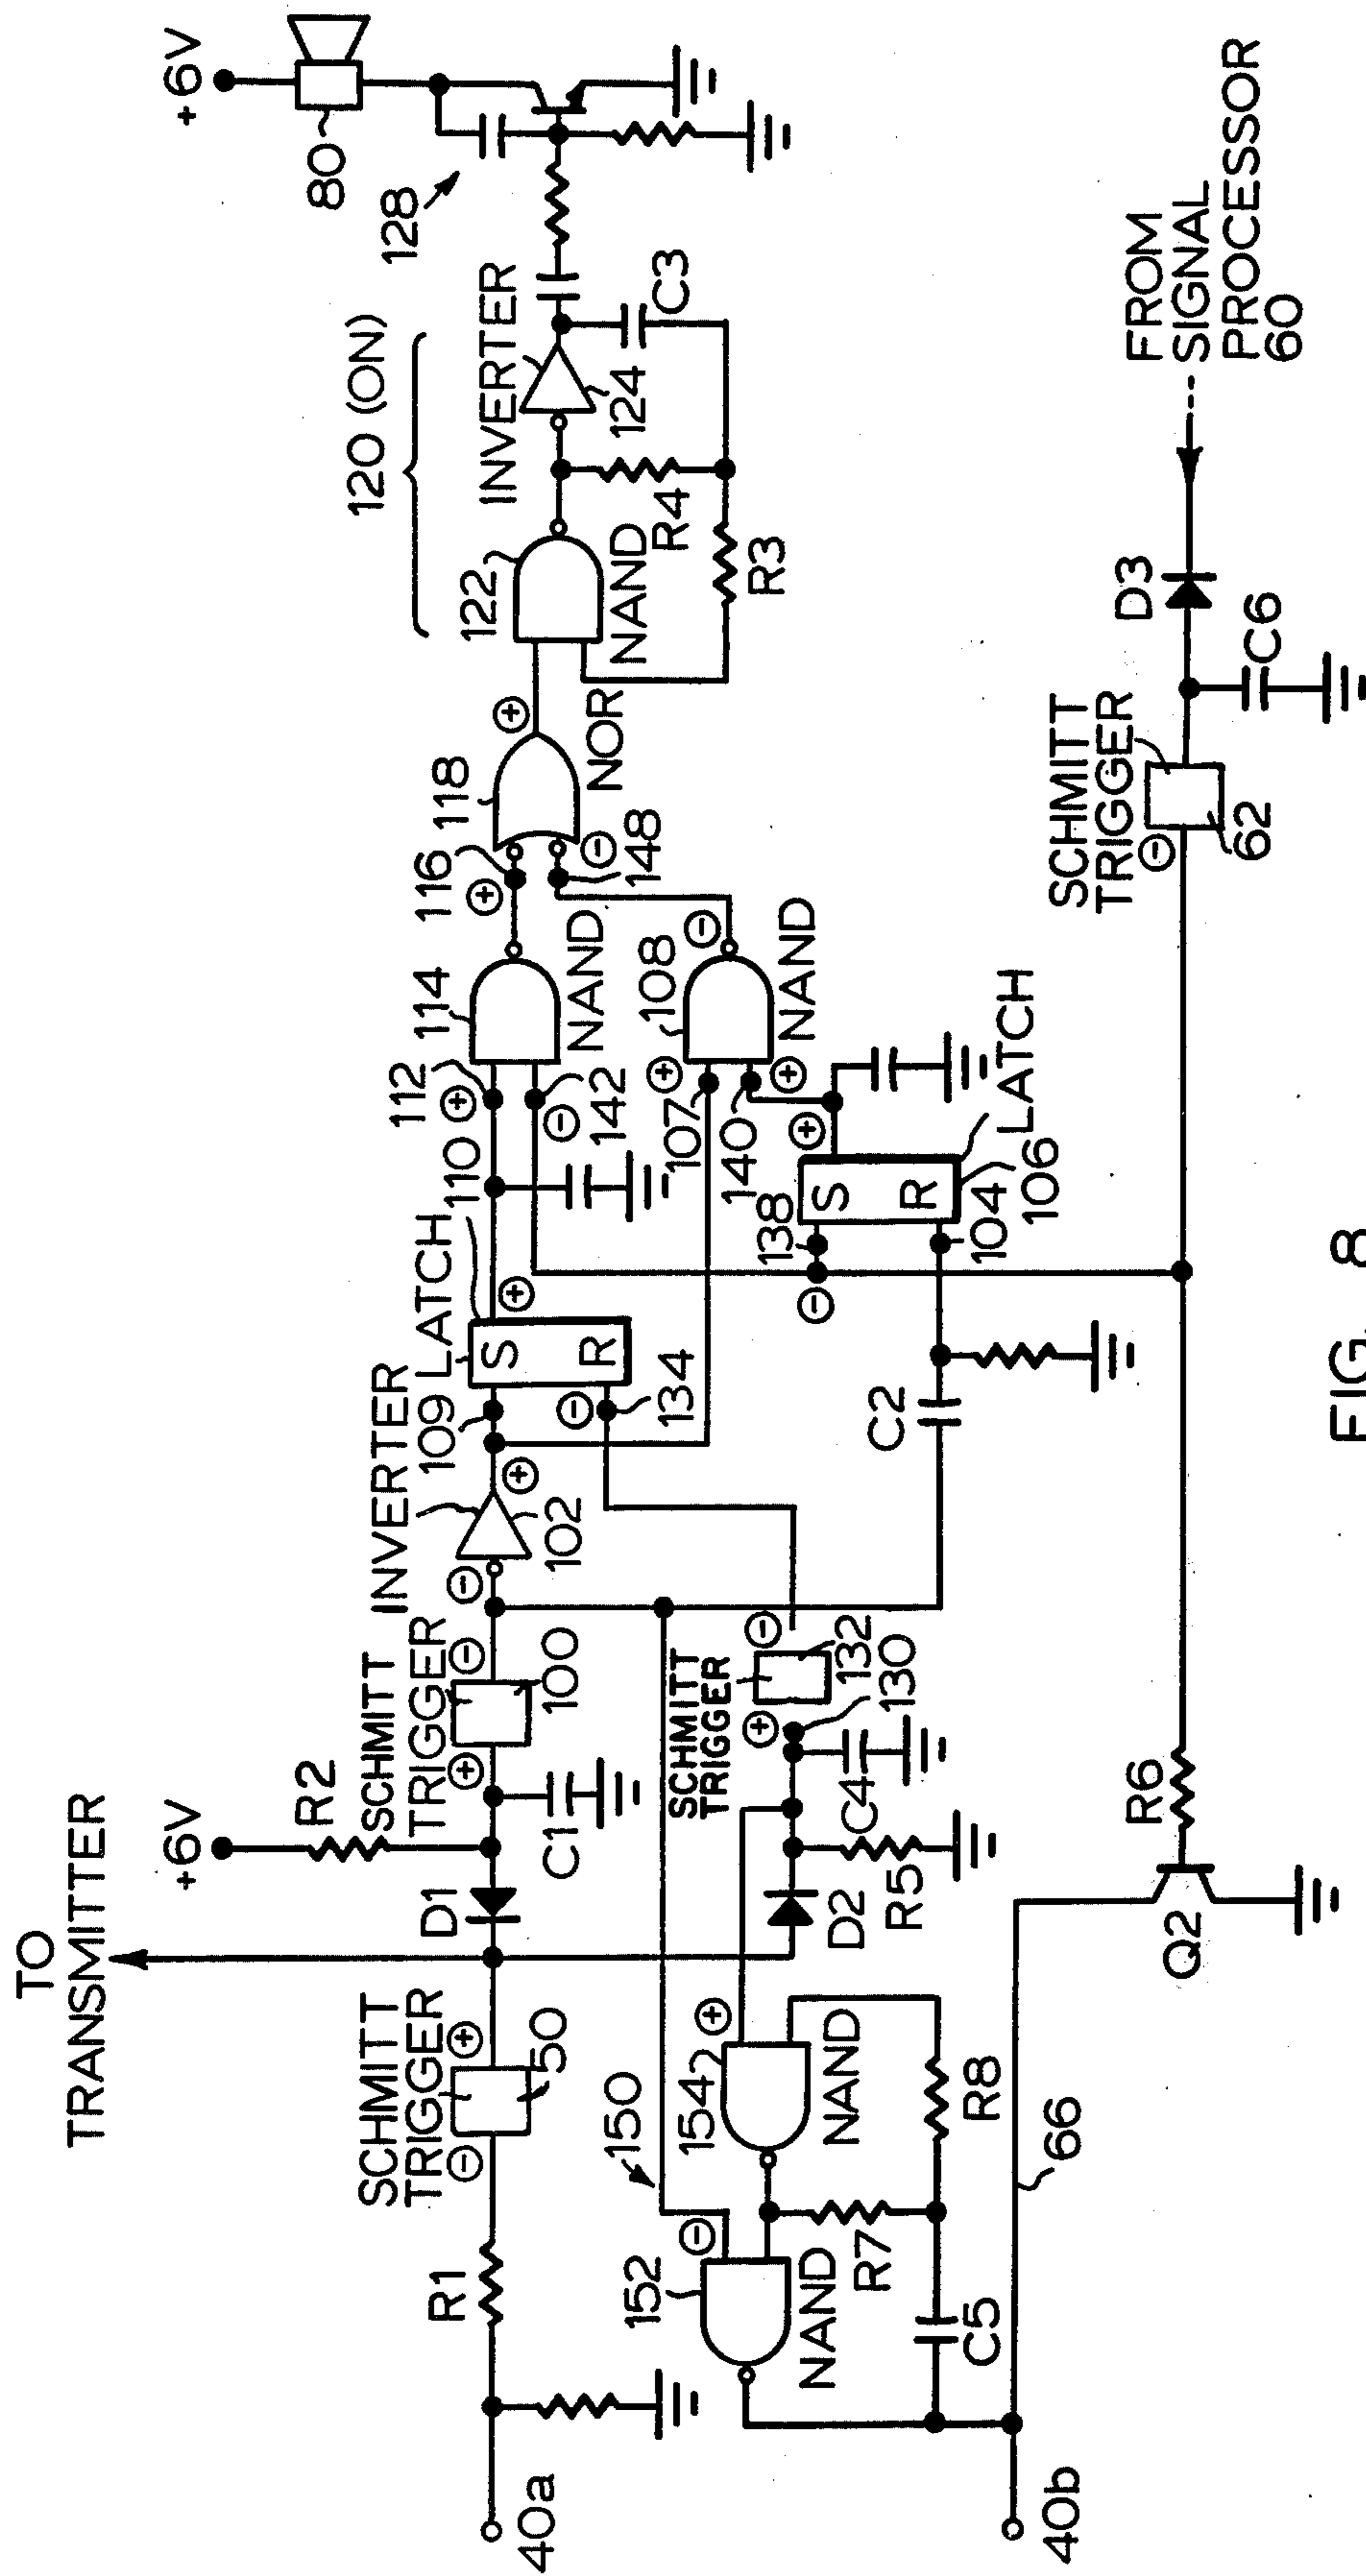 TO
TRANSMITTER
+6V
R2
D1
SCHMITT
TRIGGER
⊖
⊕
50
SCHMITT
TRIGGER
⊕
⊖
100
C1
R1
40a
INVERTER
⊖
⊕
102
109
LATCH
110
S
R
⊕
⊖
134
112
⊕
114
NAND
142
⊖
116
⊕
118
NOR
⊕
⊖
148
120 (ON)
122
NAND
INVERTER
124
R4
R3
C3
128
80
+6V
107
⊕
108
NAND
⊖
140
⊕
138
⊖
S
R
⊕
LATCH
104
106
C2
SCHMITT
TRIGGER
⊕
⊖
132
130
C4
D2
R5
150
152
⊖
NAND
154
⊕
NAND
R7
R8
C5
66
40b
Q2
R6
SCHMITT
TRIGGER
⊖
62
D3
C6
FROM
SIGNAL
PROCESSOR
60
FIG. 8